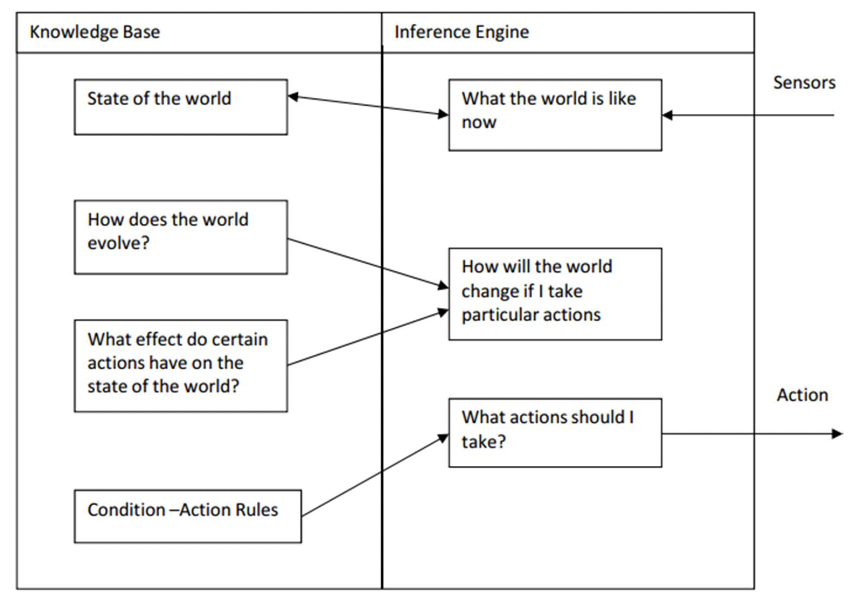 Knowledge Base
Inference Engine
State of the world
What the world is like
now
Sensors
How does the world
evolve?
How will the world
change if I take
particular actions
What effect do certain
actions have on the
state of the world?
What actions should I
take?
Action
Condition –Action Rules